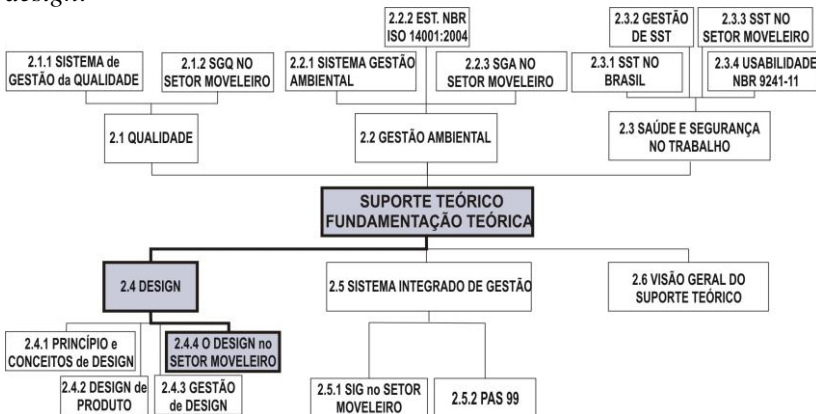 design.
2.2.2 EST. NBR
ISO 14001:2004
2.3.2 GESTÃO
DE SST
2.3.3 SST NO
SETOR MOVELEIRO
2.1.1 SISTEMA de
GESTÃO da QUALIDADE
2.1.2 SGQ NO
SETOR MOVELEIRO
2.2.1 SISTEMA GESTÃO
AMBIENTAL
2.2.3 SGA NO
SETOR MOVELEIRO
2.3.1 SST NO
BRASIL
2.3.4 USABILIDADE
NBR 9241-11
2.1 QUALIDADE
2.2 GESTÃO AMBIENTAL
2.3 SAÚDE E SEGURANÇA
NO TRABALHO
SUPORTE TEÓRICO
FUNDAMENTAÇÃO TEÓRICA
2.4 DESIGN
2.5 SISTEMA INTEGRADO DE GESTÃO
2.6 VISÃO GERAL DO
SUPORTE TEÓRICO
2.4.1 PRINCÍPIO e
CONCEITOS de DESIGN
2.4.4 O DESIGN no
SETOR MOVELEIRO
2.4.2 DESIGN de
PRODUTO
2.4.3 GESTÃO
de DESIGN
2.5.1 SIG no SETOR
MOVELEIRO
2.5.2 PAS 99